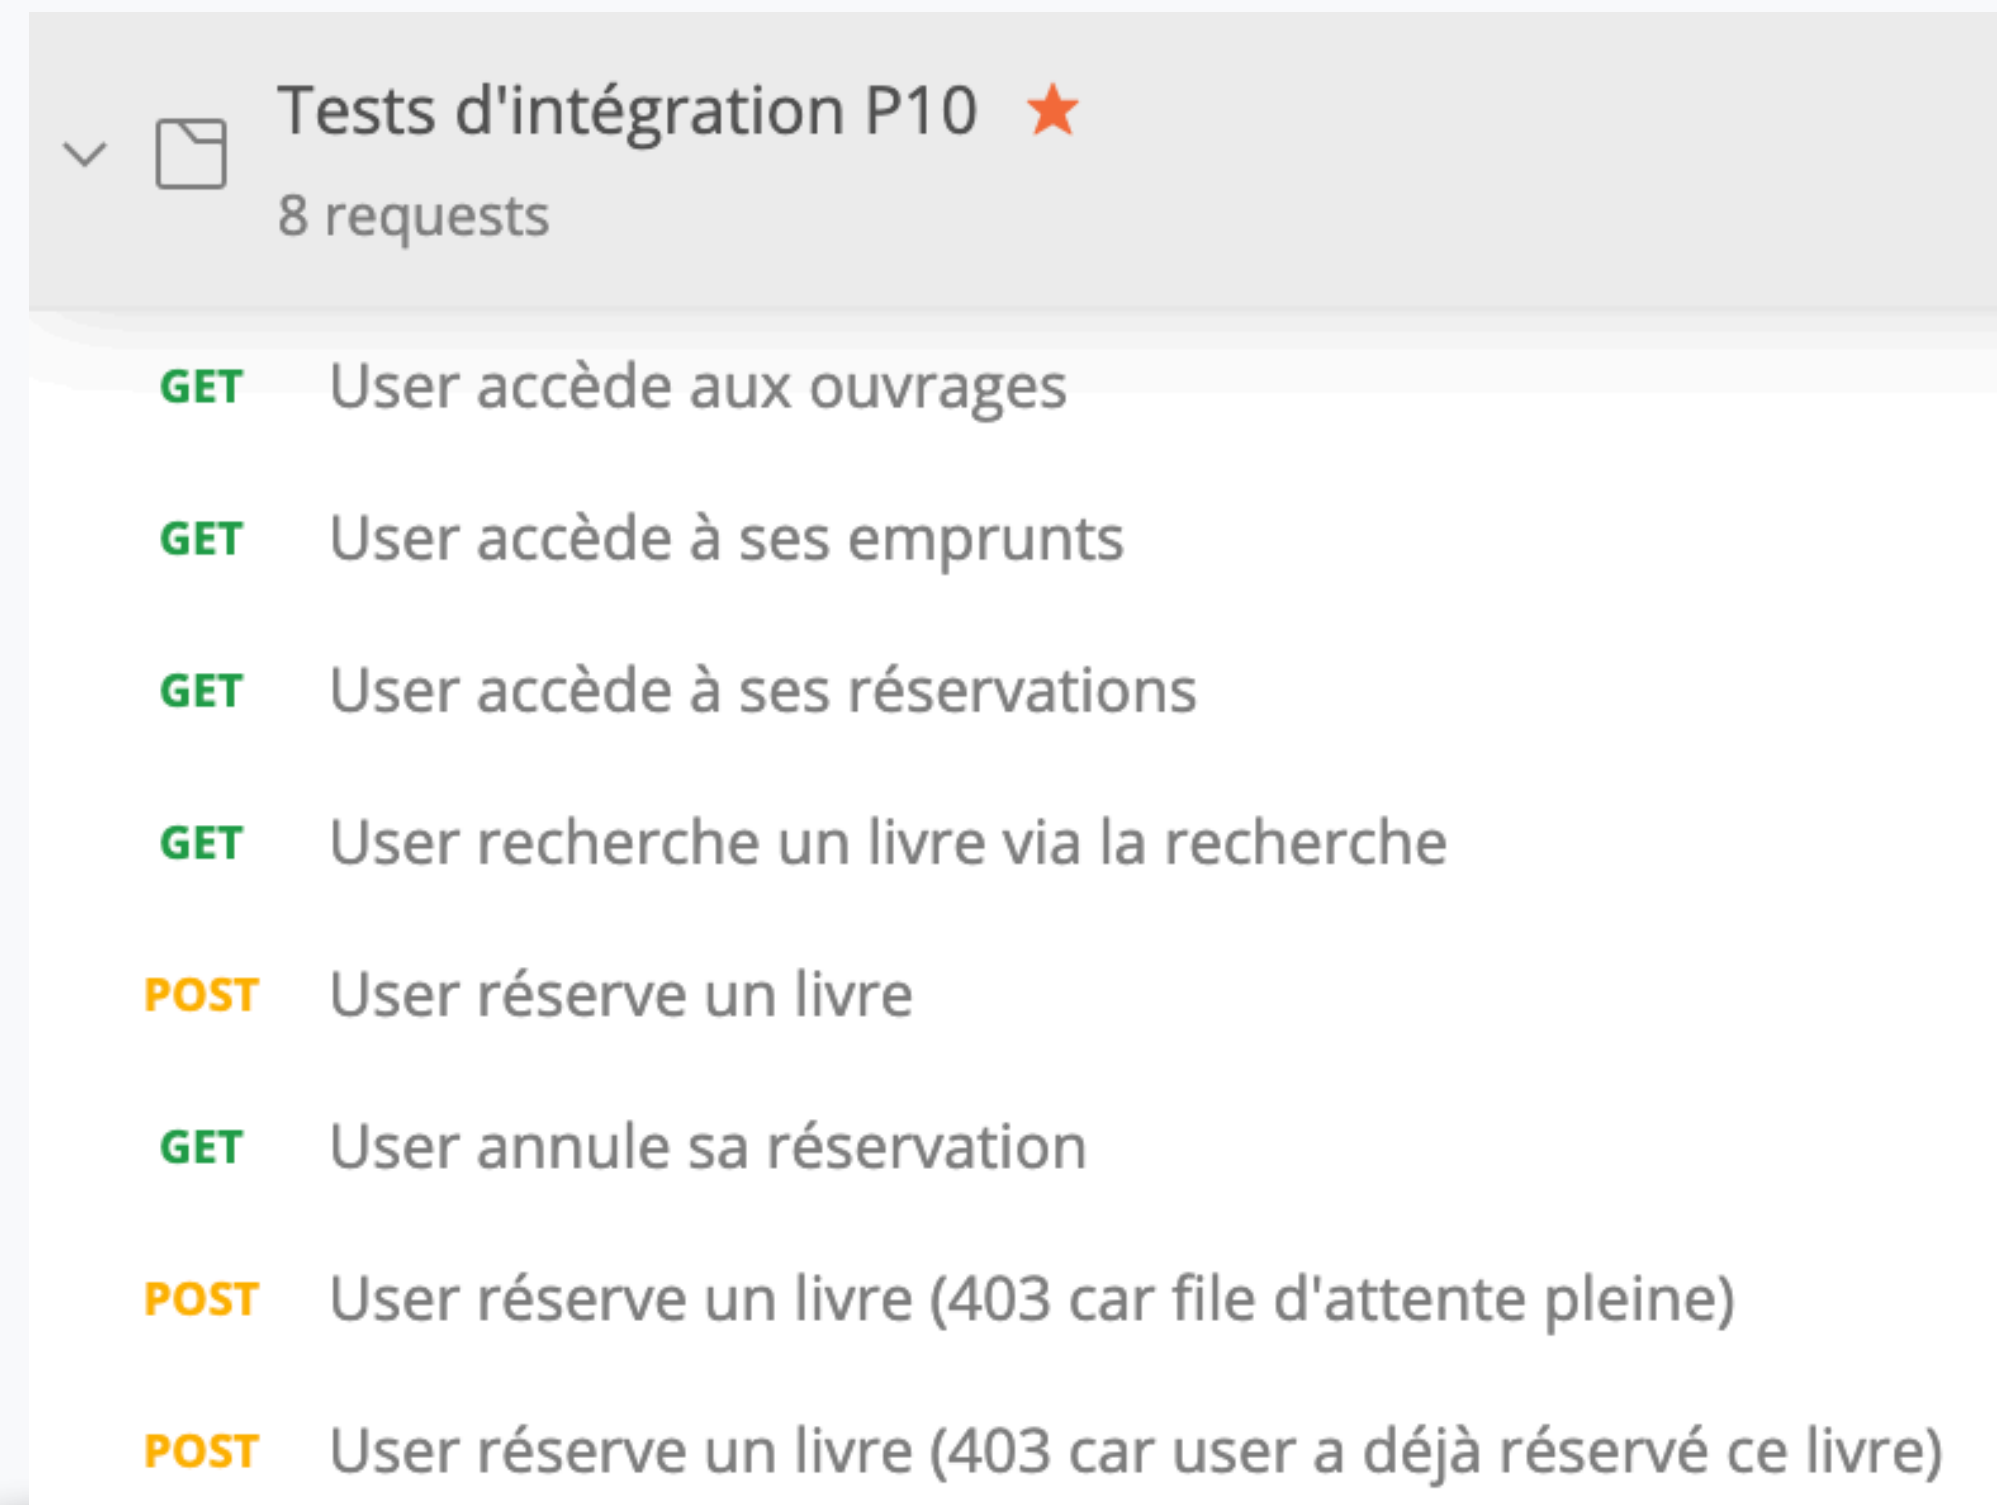 Tests d'intégration P10
8 requests
GET User accède aux ouvrages
GET User accède à ses emprunts
GET User accède à ses réservations
GET User recherche un livre via la recherche
POST User réserve un livre
GET User annule sa réservation
POST User réserve un livre (403 car file d'attente pleine)
POST User réserve un livre (403 car user a déjà réservé ce livre)